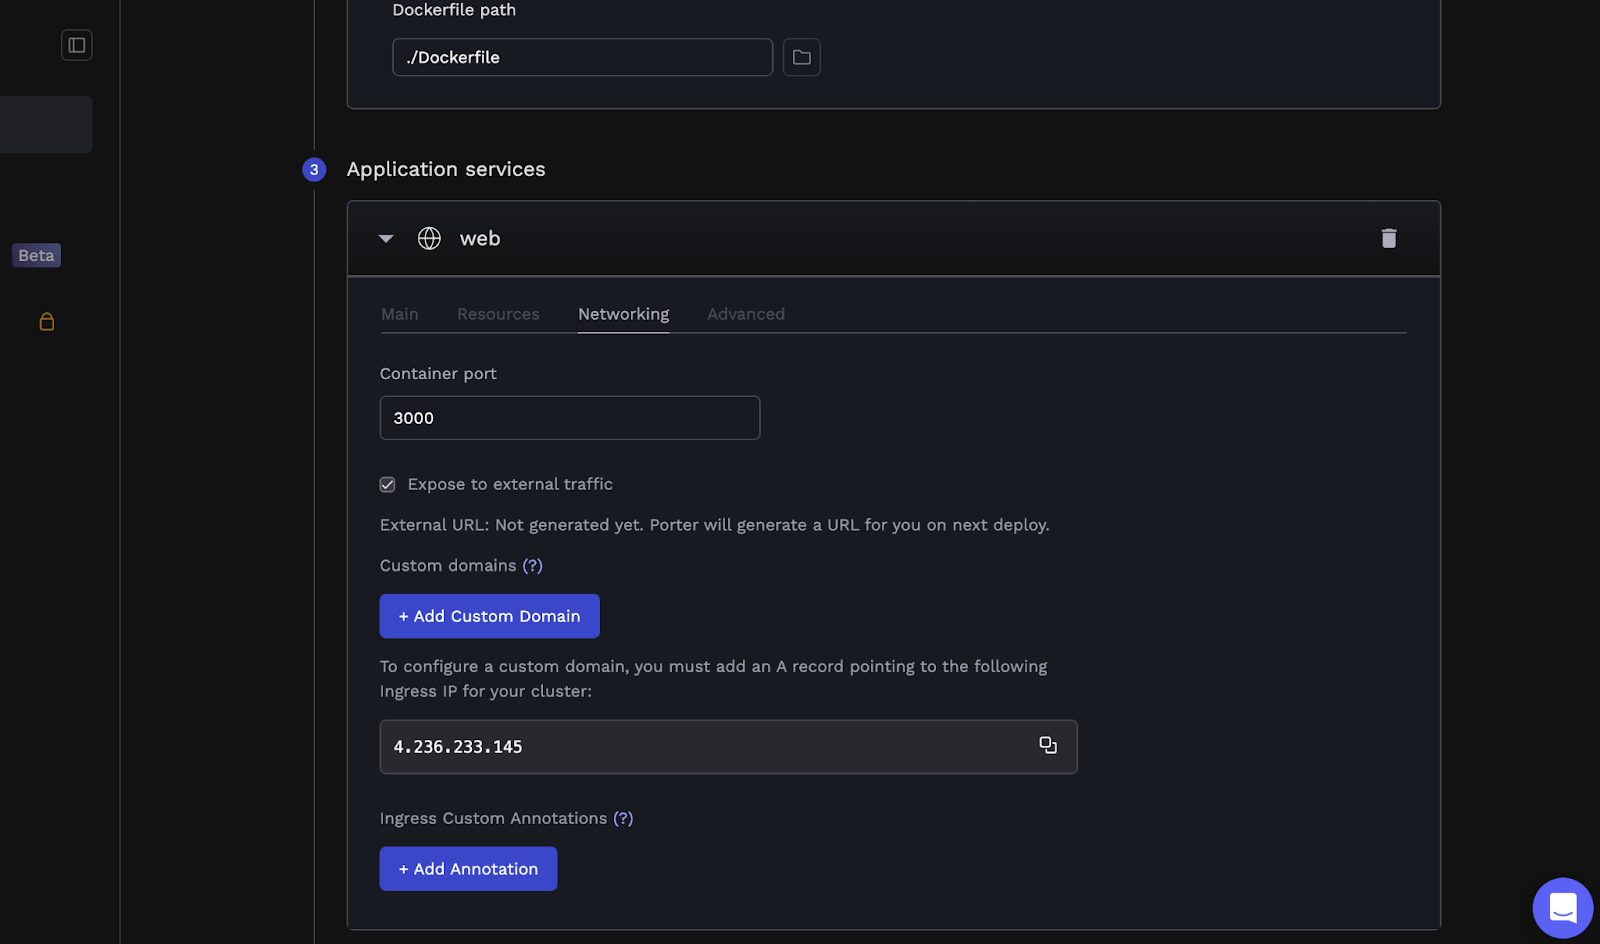 Dockerfile path
./Dockerfile
3
Application services
web
Beta
Main
Resources
Networking
Advanced
Container port
3000
Expose to external traffic
External URL: Not generated yet. Porter will generate a URL for you on next deploy.
Custom domains (?)
+ Add Custom Domain
To configure a custom domain, you must add an A record pointing to the following
Ingress IP for your cluster:
4.236.233.145
Ingress Custom Annotations (?)
+ Add Annotation